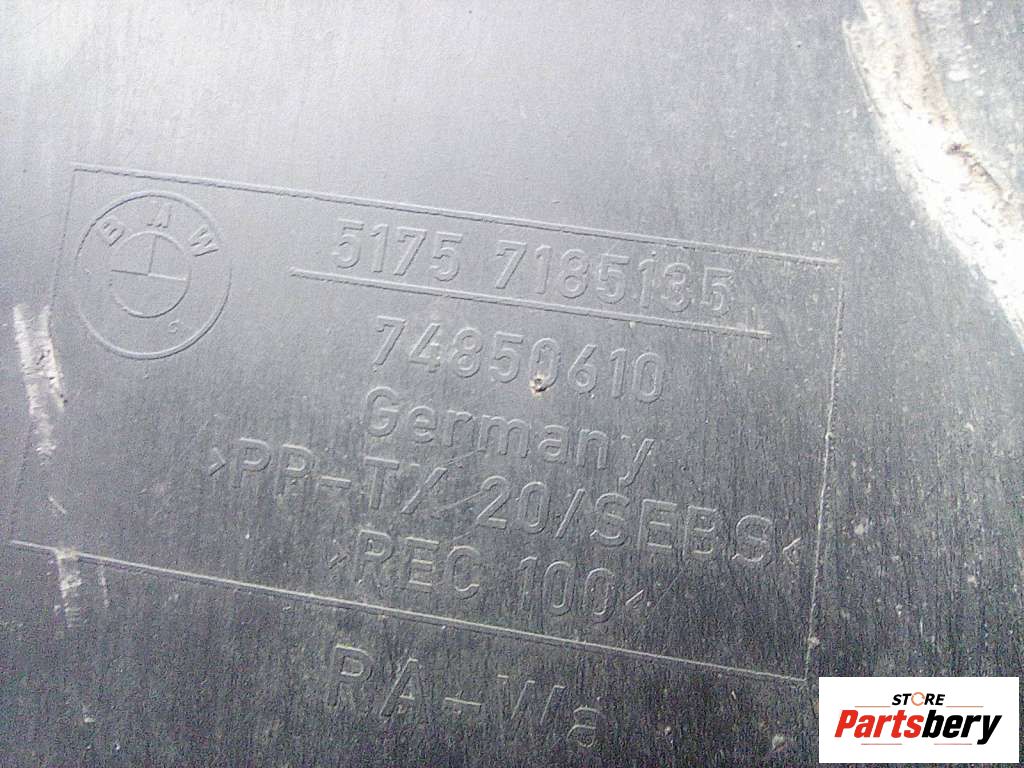 BMW
5175 7185135
74850610
Germany
>PP-TX 20/SEBS<
>REC 100<
RA-Wa
STORE
Partsbery